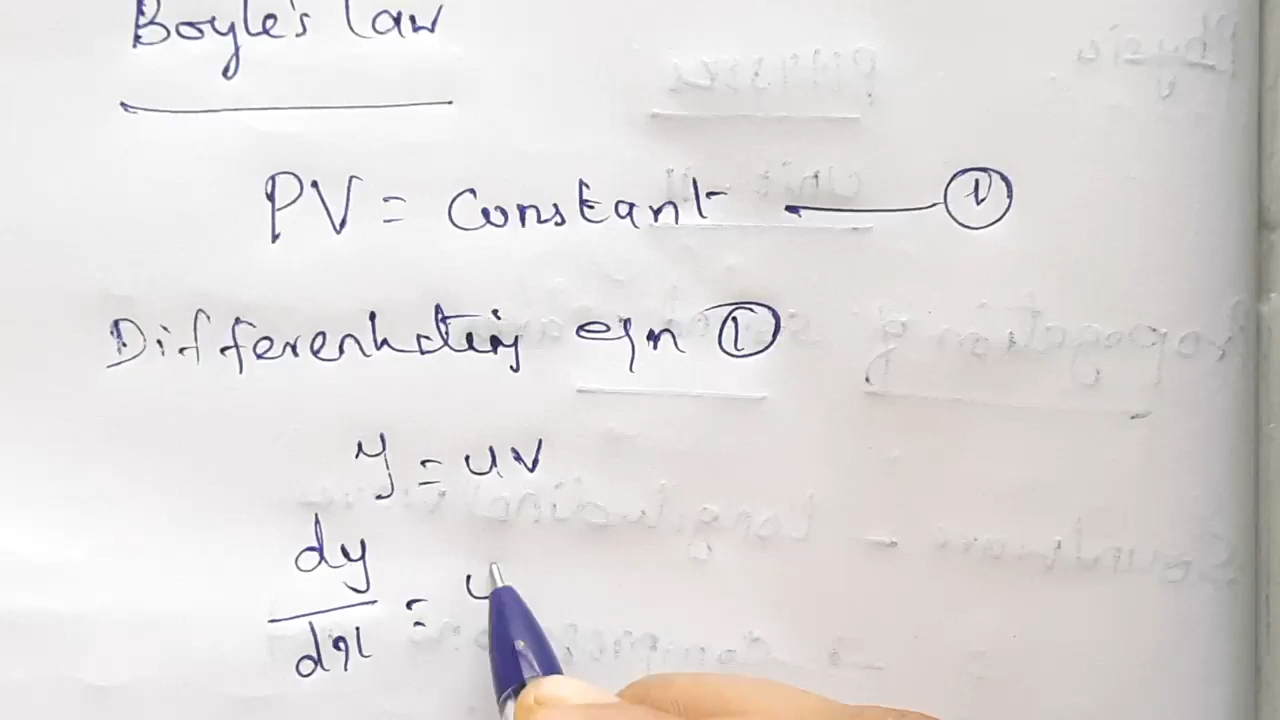 Boyle's law
PV = Constant —— ①
Differentiating eqn ①
y = uv
dy
dx = u